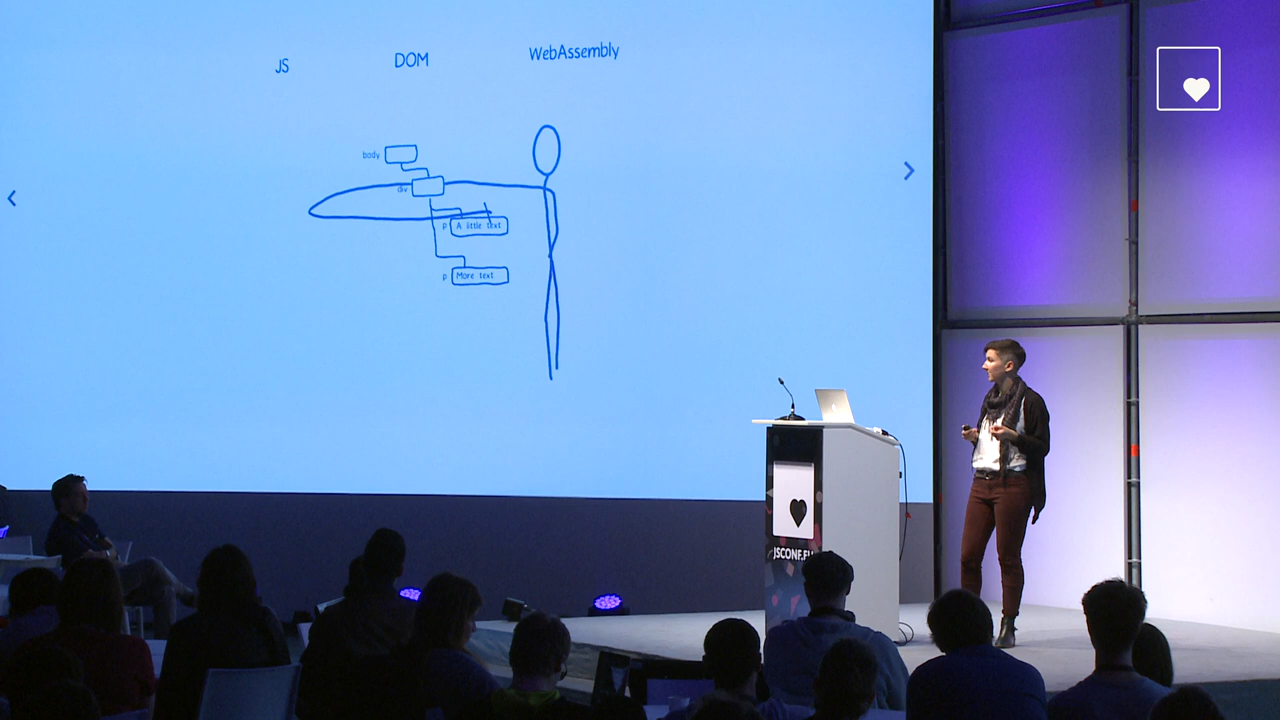 JS
DOM
WebAssembly
body
div
p
A little text
p
More text
JSCONF.EU